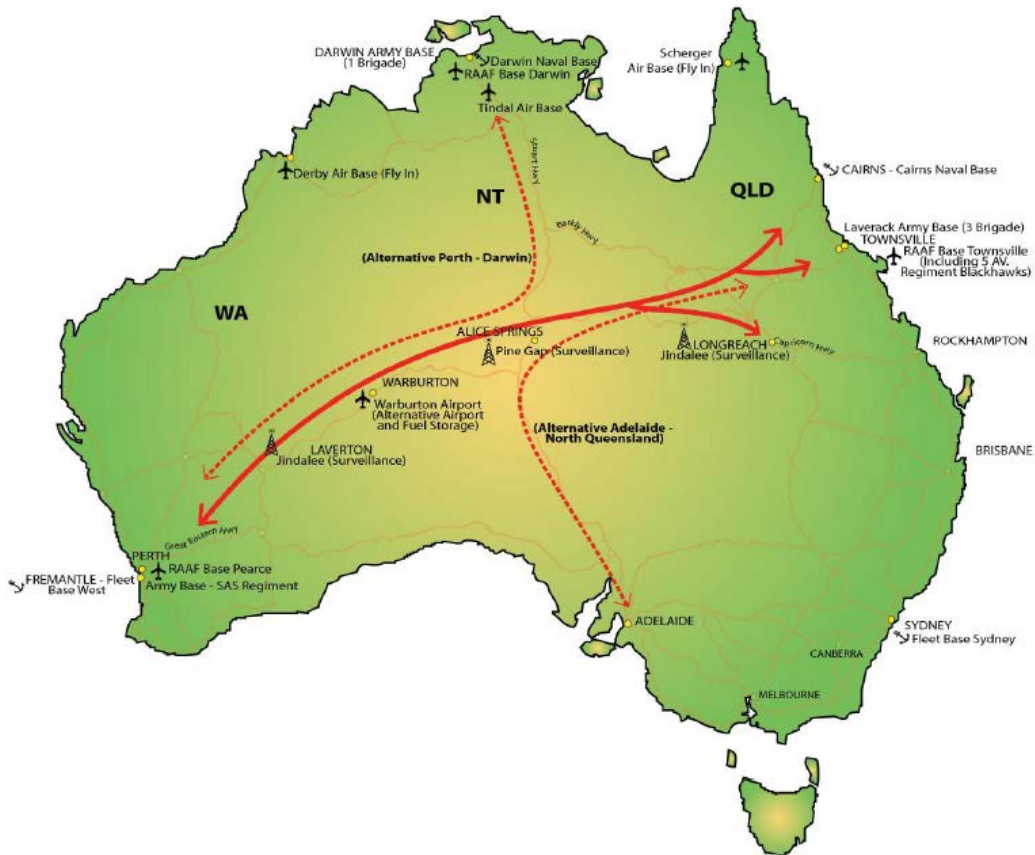 DARWIN ARMY BASE
(1 Brigade)
Darwin Naval Base
RAAF Base Darwin
Tindal Air Base
Scherger
Air Base (Fly In)
Derby Air Base (Fly In)
Stuart Hwy
NT
QLD
CAIRNS - Cairns Naval Base
Barkly Hwy
Laverack Army Base (3 Brigade)
TOWNSVILLE
RAAF Base Townsville
(Including 5 AV.
Regiment Blackhawks)
(Alternative Perth - Darwin)
WA
ALICE SPRINGS
Pine Gap (Surveillance)
LONGREACH
Jindalee (Surveillance)
Capricorn Hwy
ROCKHAMPTON
WARBURTON
Warburton Airport
(Alternative Airport
and Fuel Storage)
(Alternative Adelaide -
North Queensland)
LAVERTON
Jindalee (Surveillance)
BRISBANE
Great Eastern Hwy
PERTH
RAAF Base Pearce
FREMANTLE - Fleet
Base West
Army Base - SAS Regiment
ADELAIDE
SYDNEY
Fleet Base Sydney
CANBERRA
MELBOURNE